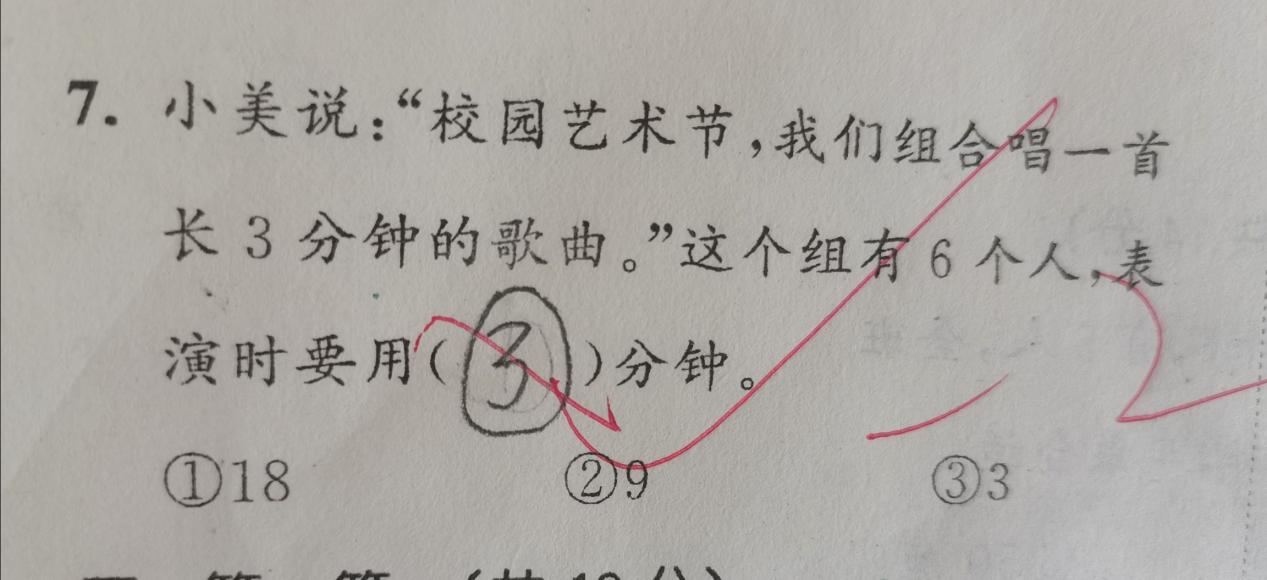 7. 小美说：“校园艺术节，我们组合唱一首
长 3 分钟的歌曲。”这个组有 6 个人，表
演时要用（③）分钟。
①18 ②9 ③3